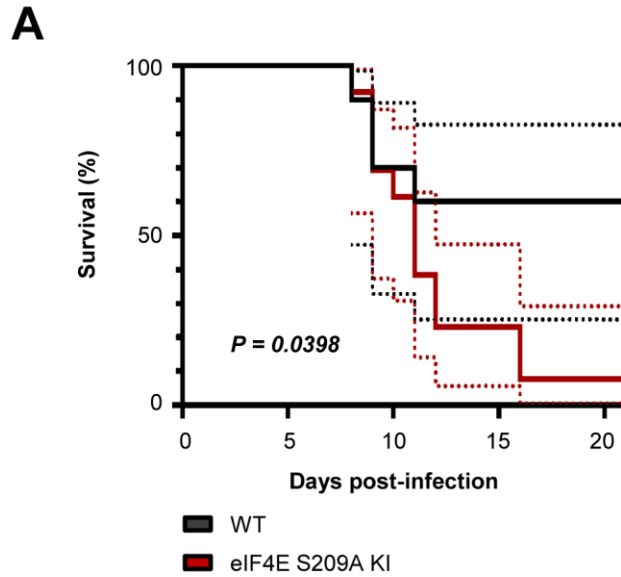 A
100
50
0
Survival (%)
P = 0.0398
0 5 10 15 20
Days post-infection
WT
eIF4E S209A KI